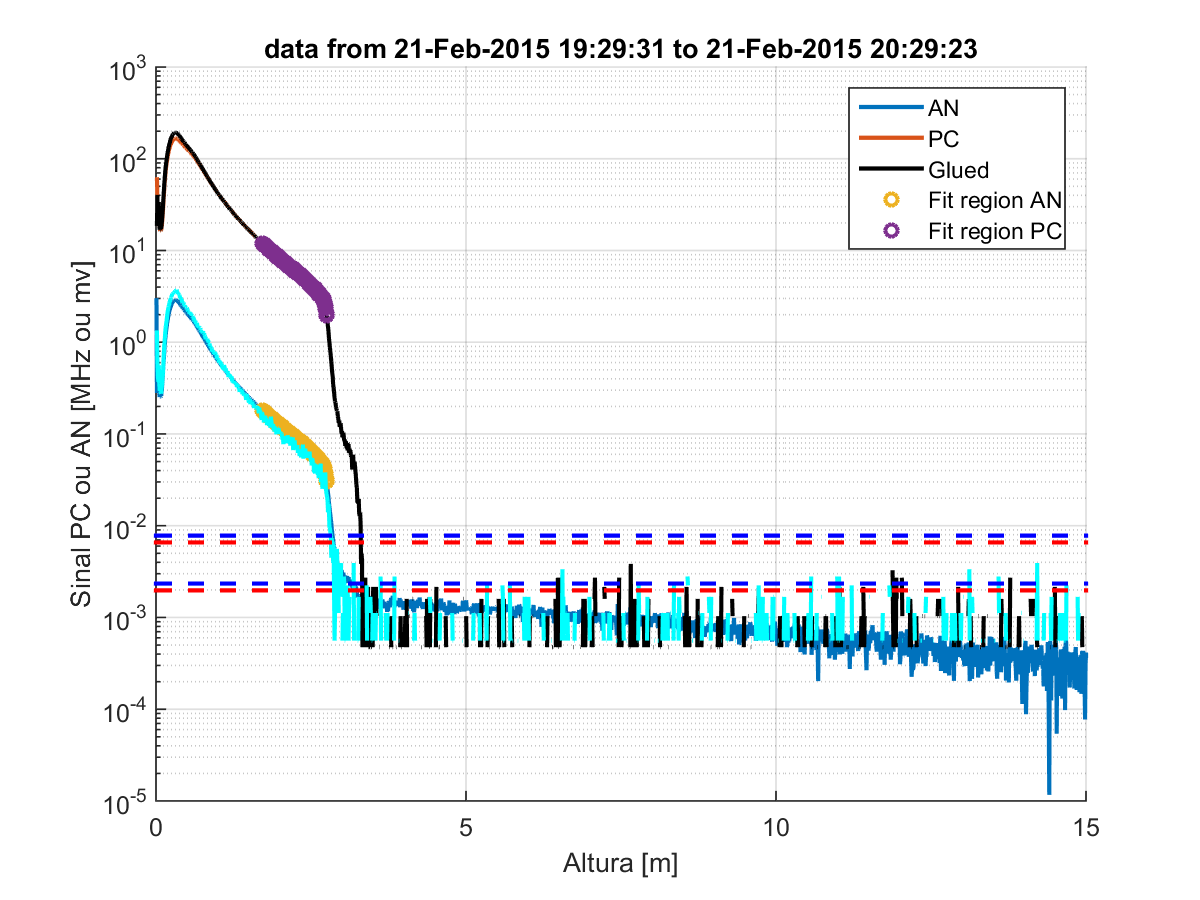 data from 21-Feb-2015 19:29:31 to 21-Feb-2015 20:29:23
10^3
10^2
10^1
10^0
10^-1
10^-2
10^-3
10^-4
10^-5
Sinal PC ou AN [MHz ou mv]
AN
PC
Glued
Fit region AN
Fit region PC
0 5 10 15
Altura [m]